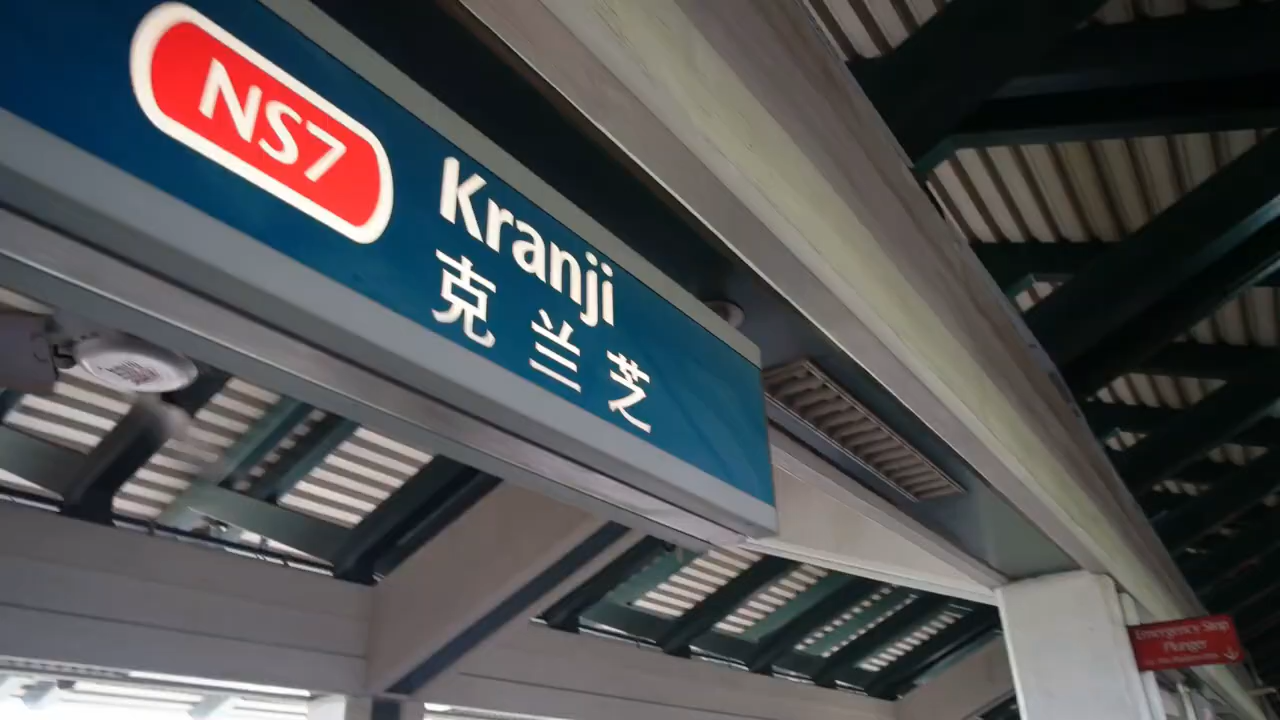 NS7
Kranji
克兰芝
Emergency Stop
Plunger